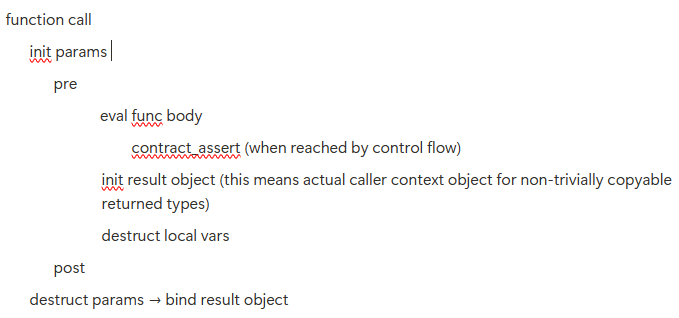 function call
init params
pre
eval func body
contract_assert (when reached by control flow)
init result object (this means actual caller context object for non-trivially copyable
returned types)
destruct local vars
post
destruct params → bind result object